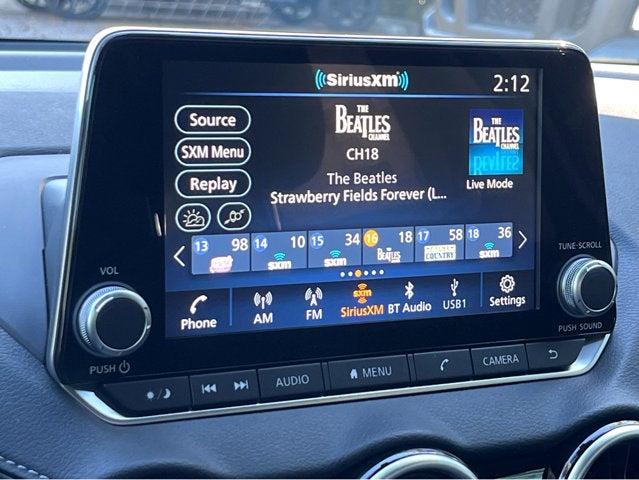 SiriusXM
2:12
Source
SXM Menu
Replay
THE
BEATLES
CHANNEL
CH18
The Beatles
Strawberry Fields Forever (L...
THE
BEATLES
CHANNEL
Live Mode
13 98 14 10 15 34 16 18 17 58 18 36
sxm sxm THE BEATLES COUNTRY sxm
Phone AM FM SiriusXM BT Audio USB1 Settings
sxm
VOL
PUSH
TUNE·SCROLL
PUSH SOUND
AUDIO MENU CAMERA